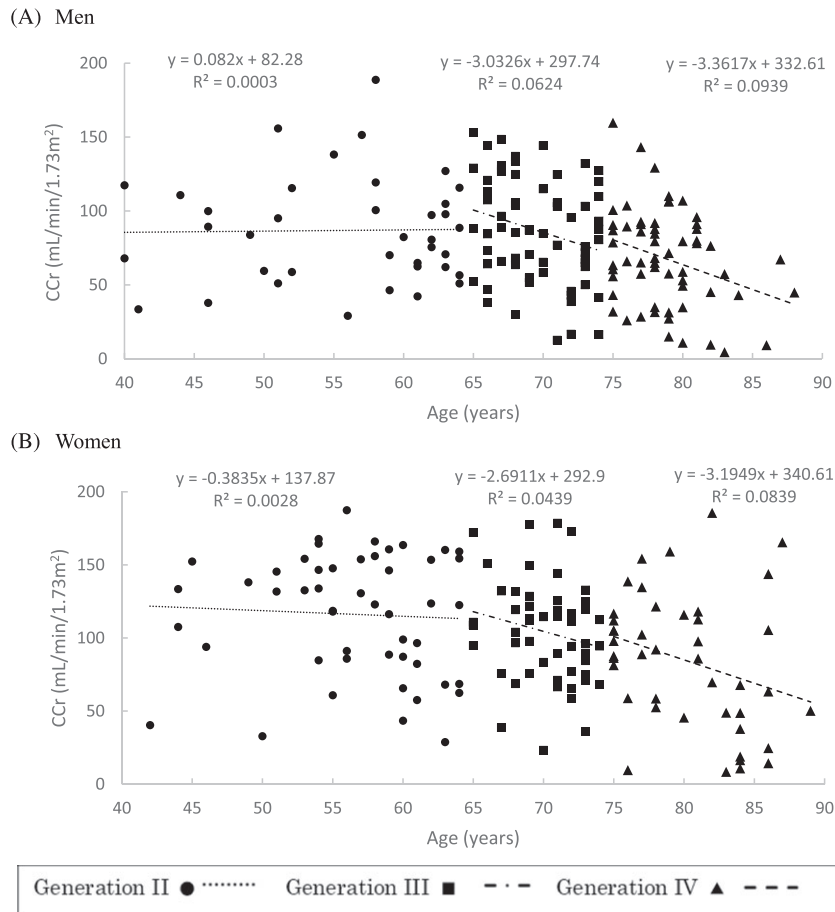 (A) Men
y = 0.082x + 82.28
R² = 0.0003
y = -3.0326x + 297.74
R² = 0.0624
y = -3.3617x + 332.61
R² = 0.0939
CCr (mL/min/1.73m²)
200
150
100
50
0
40 45 50 55 60 65 70 75 80 85 90
Age (years)
(B) Women
y = -0.3835x + 137.87
R² = 0.0028
y = -2.6911x + 292.9
R² = 0.0439
y = -3.1949x + 340.61
R² = 0.0839
CCr (mL/min/1.73m²)
200
150
100
50
0
40 45 50 55 60 65 70 75 80 85 90
Age (years)
Generation II Generation III Generation IV